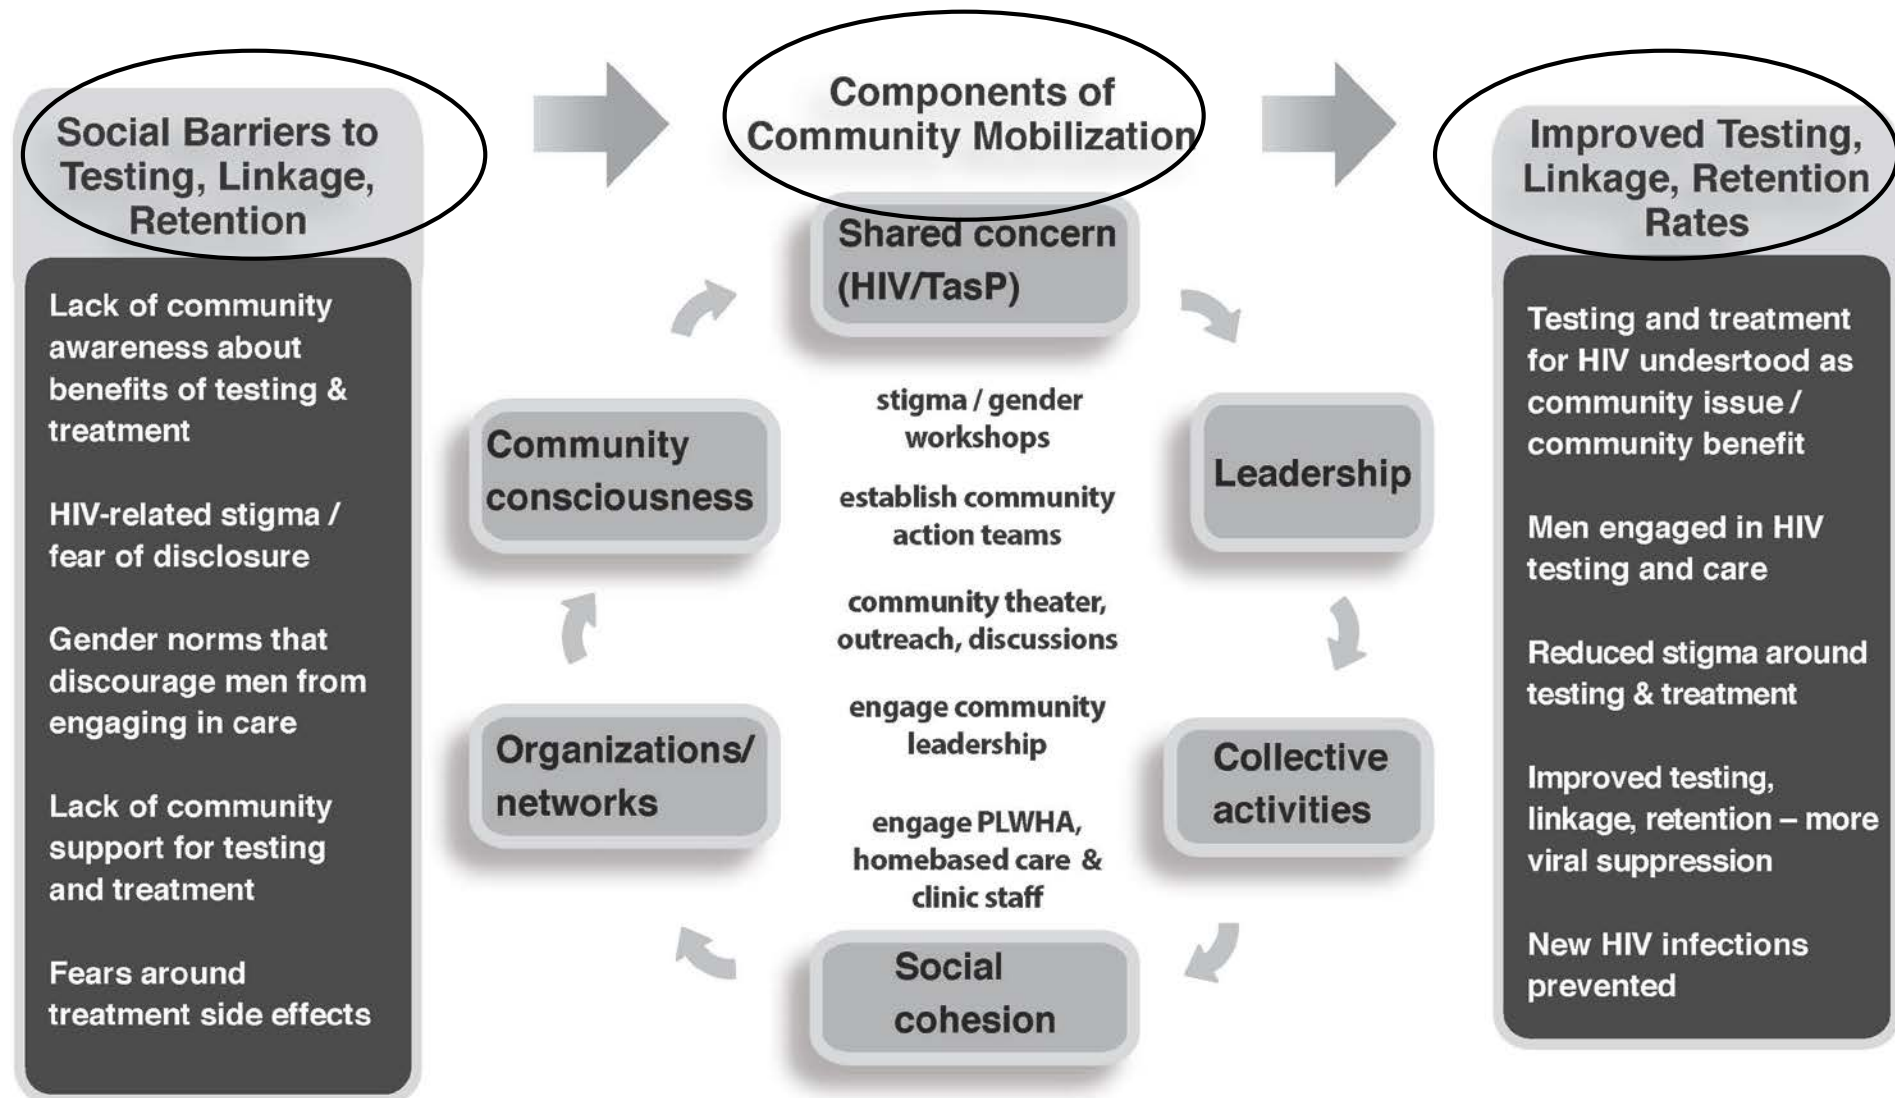 Social Barriers to
Testing, Linkage,
Retention
Lack of community
awareness about
benefits of testing &
treatment
HIV-related stigma /
fear of disclosure
Gender norms that
discourage men from
engaging in care
Lack of community
support for testing
and treatment
Fears around
treatment side effects
Components of
Community Mobilization
Shared concern
(HIV/TasP)
Leadership
Collective
activities
Social
cohesion
Organizations/
networks
Community
consciousness
stigma / gender
workshops
establish community
action teams
community theater,
outreach, discussions
engage community
leadership
engage PLWHA,
homebased care &
clinic staff
Improved Testing,
Linkage, Retention
Rates
Testing and treatment
for HIV undesrtood as
community issue /
community benefit
Men engaged in HIV
testing and care
Reduced stigma around
testing & treatment
Improved testing,
linkage, retention – more
viral suppression
New HIV infections
prevented